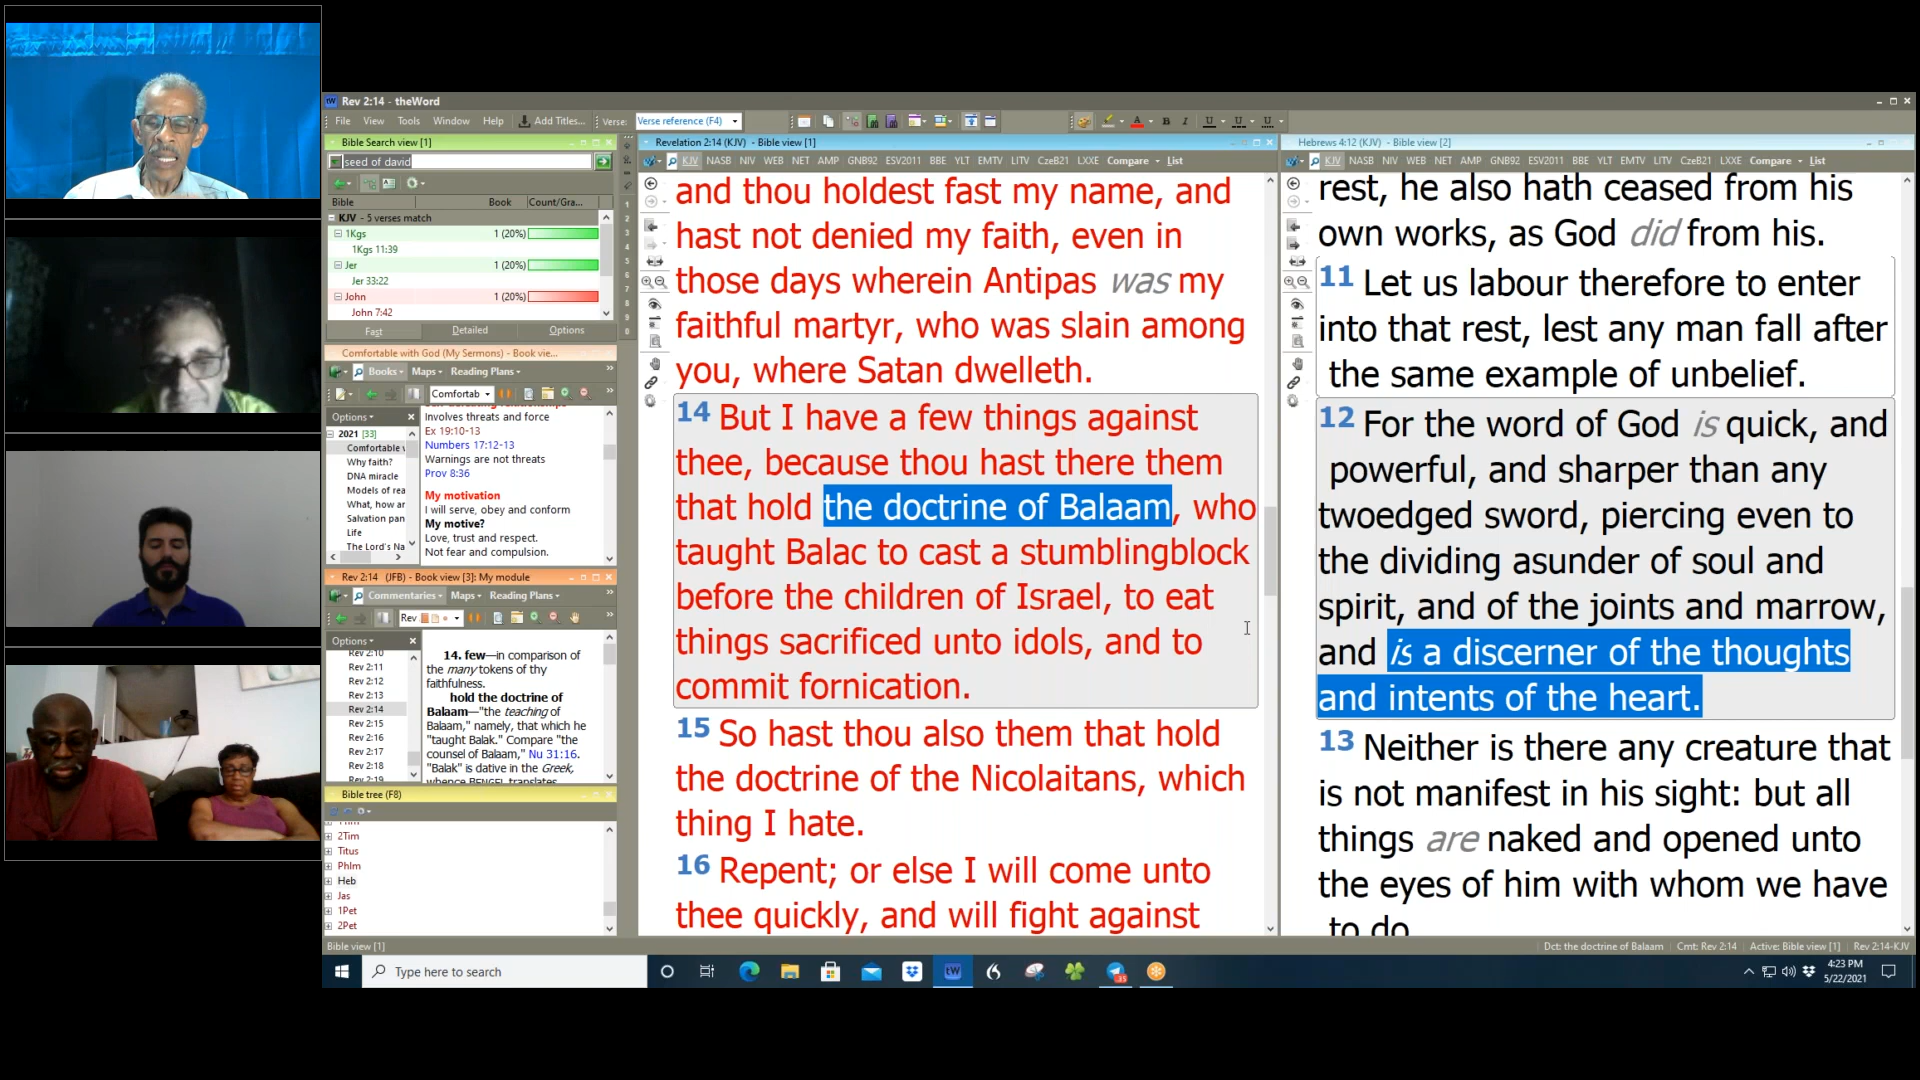 Rev 2:14 - theWord
File View Tools Window Help Add Titles... Verse: Verse reference (F4)
Bible Search view [1]
seed of david
Bible Book Count/Gra...
KJV - 5 verses match
1Kgs 1 (20%)
1Kgs 11:39
Jer 1 (20%)
Jer 33:22
John 1 (20%)
John 7:42
Fast Detailed Options
Comfortable with God (My Sermons) - Book vie...
Books Maps Reading Plans
Comfortab
Options
2021 [33]
Comfortable
Why faith?
DNA miracle
Models of rea
What, how an
Salvation pan
Life
The Lord's Na
Involves threats and force
Ex 19:10-13
Numbers 17:12-13
Warnings are not threats
Prov 8:36
My motivation
I will serve, obey and conform
My motive?
Love, trust and respect.
Not fear and compulsion.
Rev 2:14 (JFB) - Book view [3]: My module
Commentaries Maps Reading Plans
Rev
Options
Rev 2:10
Rev 2:11
Rev 2:12
Rev 2:13
Rev 2:14
Rev 2:15
Rev 2:16
Rev 2:17
Rev 2:18
Rev 2:19
14. few—in comparison of
the many tokens of thy
faithfulness.
hold the doctrine of
Balaam—"the teaching of
Balaam," namely, that which he
"taught Balak." Compare "the
counsel of Balaam," Nu 31:16.
"Balak" is dative in the Greek,
whence BENGEL translates
Bible tree (F8)
2Tim
Titus
Phlm
Heb
Jas
1Pet
2Pet
Bible view [1]
Revelation 2:14 (KJV) - Bible view [1]
KJV NASB NIV WEB NET AMP GNB92 ESV2011 BBE YLT EMTV LITV CzeB21 LXXE Compare List
and thou holdest fast my name, and
hast not denied my faith, even in
those days wherein Antipas was my
faithful martyr, who was slain among
you, where Satan dwelleth.
14 But I have a few things against
thee, because thou hast there them
that hold the doctrine of Balaam, who
taught Balac to cast a stumblingblock
before the children of Israel, to eat
things sacrificed unto idols, and to
commit fornication.
15 So hast thou also them that hold
the doctrine of the Nicolaitans, which
thing I hate.
16 Repent; or else I will come unto
thee quickly, and will fight against
Hebrews 4:12 (KJV) - Bible view [2]
KJV NASB NIV WEB NET AMP GNB92 ESV2011 BBE YLT EMTV LITV CzeB21 LXXE Compare List
rest, he also hath ceased from his
own works, as God did from his.
11 Let us labour therefore to enter
into that rest, lest any man fall after
the same example of unbelief.
12 For the word of God is quick, and
powerful, and sharper than any
twoedged sword, piercing even to
the dividing asunder of soul and
spirit, and of the joints and marrow,
and is a discerner of the thoughts
and intents of the heart.
13 Neither is there any creature that
is not manifest in his sight: but all
things are naked and opened unto
the eyes of him with whom we have
to do.
Dct: the doctrine of Balaam Cmt: Rev 2:14 Active: Bible view [1] Rev 2:14-KJV
Type here to search
4:23 PM
5/22/2021